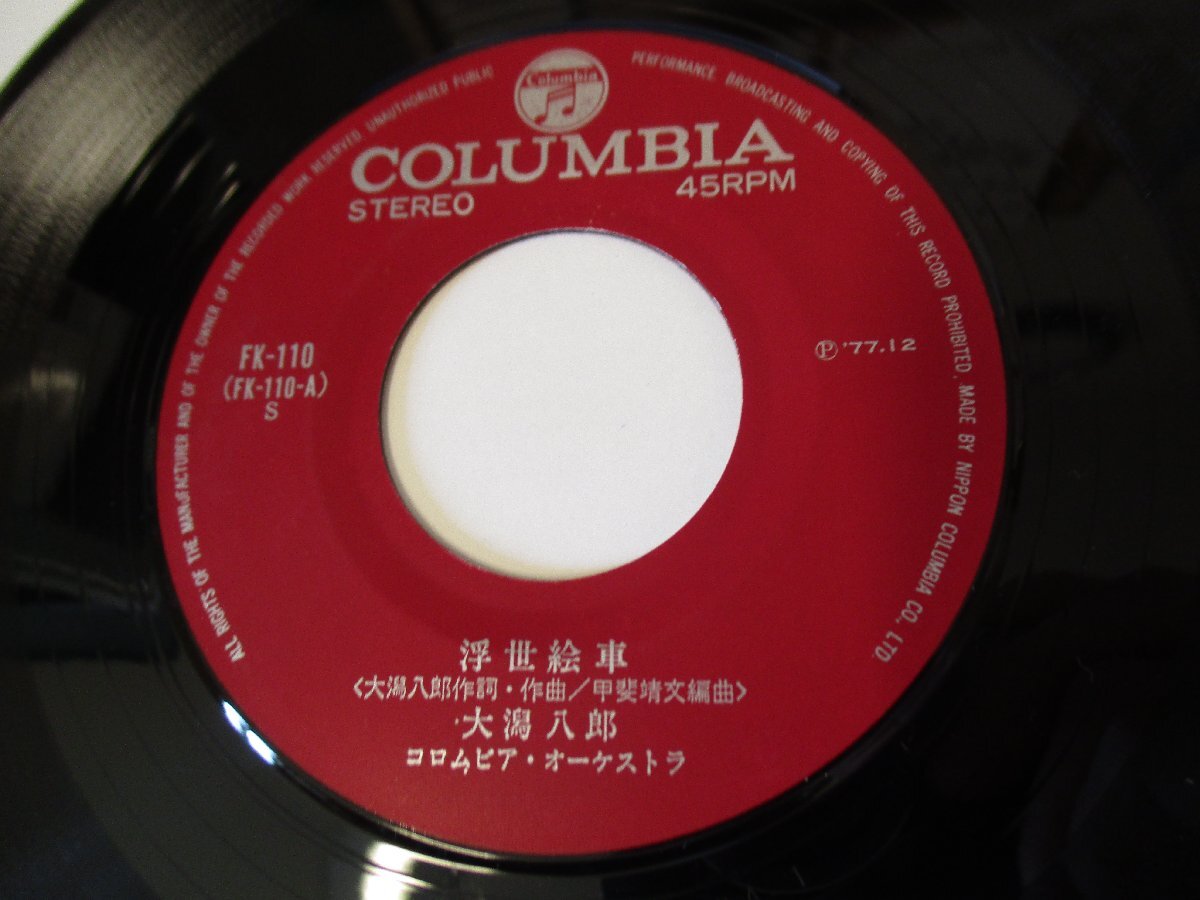 Columbia
COLUMBIA
STEREO 45RPM
FK-110
(FK-110-A)
S
Ⓟ '77.12
浮世絵車
〈大潟八郎作詞・作曲/甲斐靖文編曲〉
大潟八郎
コロムビア・オーケストラ
ALL RIGHTS OF THE MANUFACTURER AND OF THE OWNER OF THE RECORDED WORK RESERVED. UNAUTHORIZED PUBLIC PERFORMANCE BROADCASTING AND COPYING OF THIS RECORD PROHIBITED. MADE BY NIPPON COLUMBIA CO., LTD.